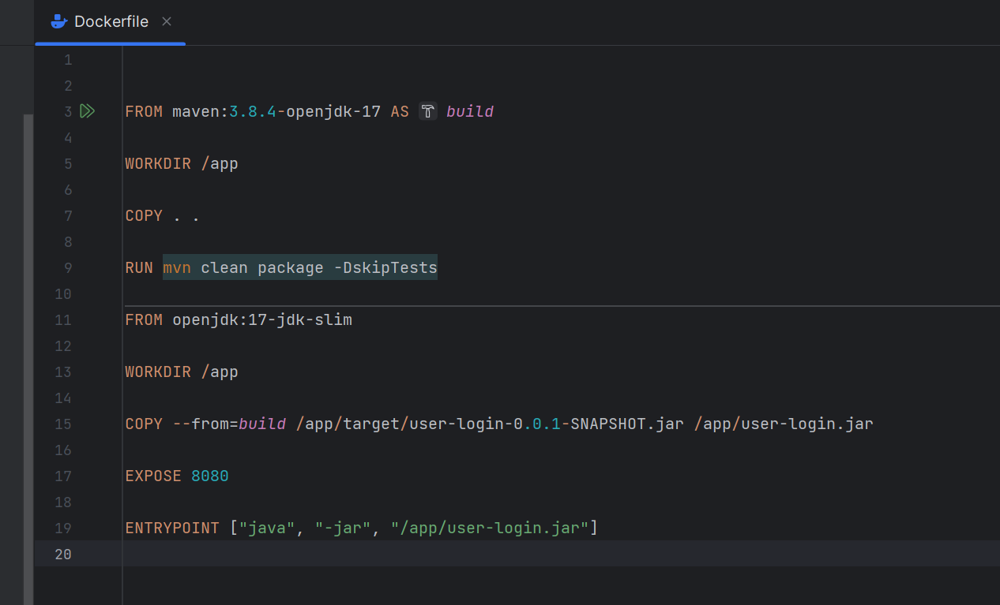 Dockerfile
1
2
3 FROM maven:3.8.4-openjdk-17 AS build
4
5 WORKDIR /app
6
7 COPY . .
8
9 RUN mvn clean package -DskipTests
10
11 FROM openjdk:17-jdk-slim
12
13 WORKDIR /app
14
15 COPY --from=build /app/target/user-login-0.0.1-SNAPSHOT.jar /app/user-login.jar
16
17 EXPOSE 8080
18
19 ENTRYPOINT ["java", "-jar", "/app/user-login.jar"]
20